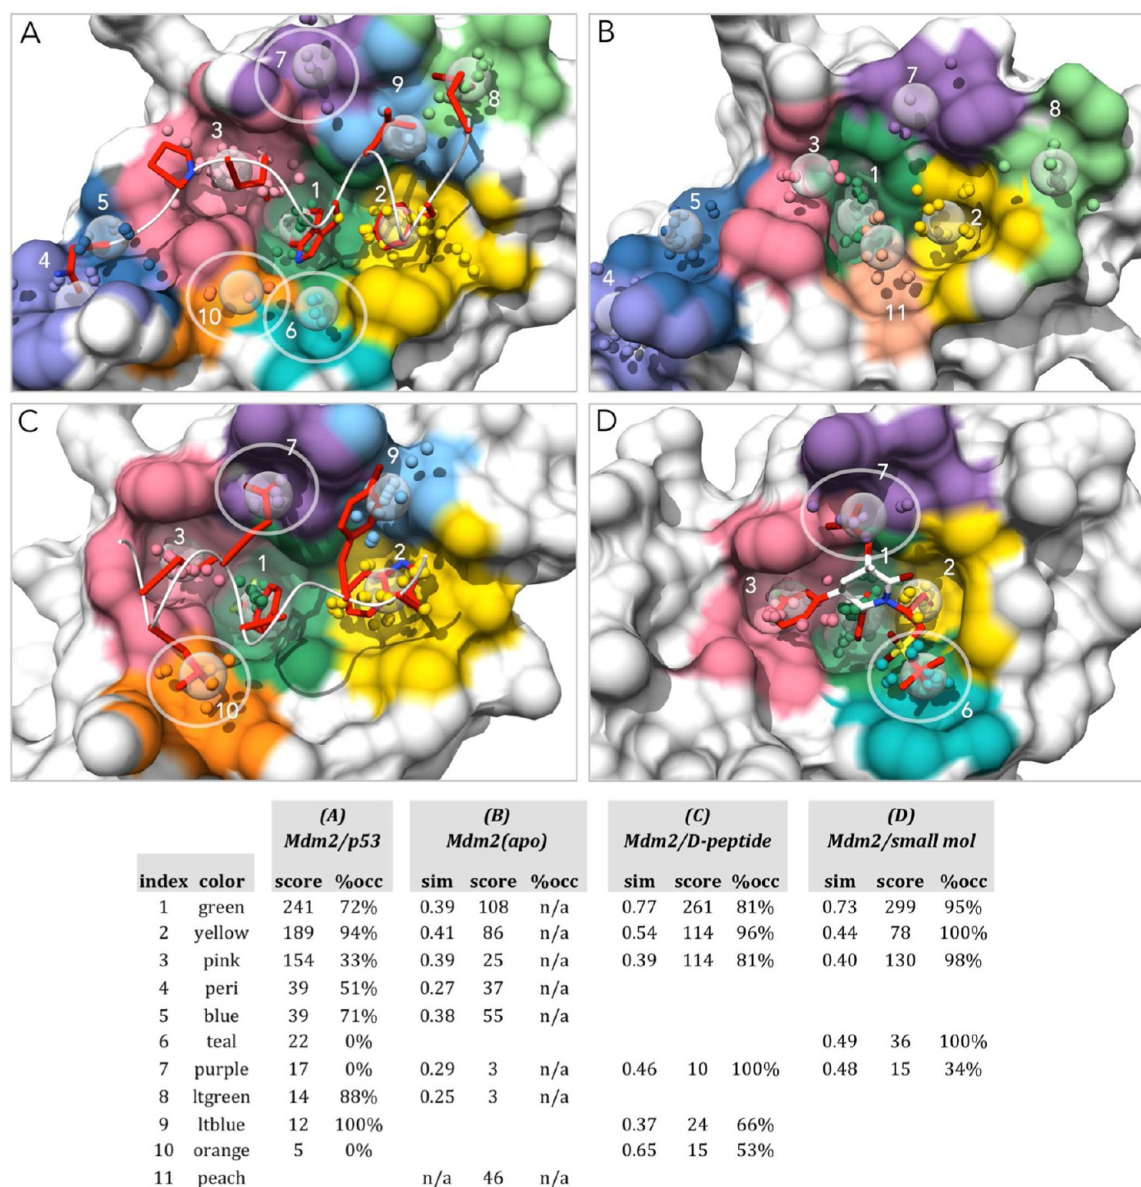 A
7
9
8
3
1
2
5
4
10
6
B
7
8
3
1
5
2
4
11
C
7
9
3
1
2
10
D
7
1
2
3
6
(A) (B) (C) (D)
Mdm2/p53 Mdm2(apo) Mdm2/D-peptide Mdm2/small mol
index color score %occ sim score %occ sim score %occ sim score %occ
1 green 241 72% 0.39 108 n/a 0.77 261 81% 0.73 299 95%
2 yellow 189 94% 0.41 86 n/a 0.54 114 96% 0.44 78 100%
3 pink 154 33% 0.39 25 n/a 0.39 114 81% 0.40 130 98%
4 peri 39 51% 0.27 37 n/a
5 blue 39 71% 0.38 55 n/a
6 teal 22 0% 0.49 36 100%
7 purple 17 0% 0.29 3 n/a 0.46 10 100% 0.48 15 34%
8 ltgreen 14 88% 0.25 3 n/a
9 ltblue 12 100% 0.37 24 66%
10 orange 5 0% 0.65 15 53%
11 peach n/a 46 n/a